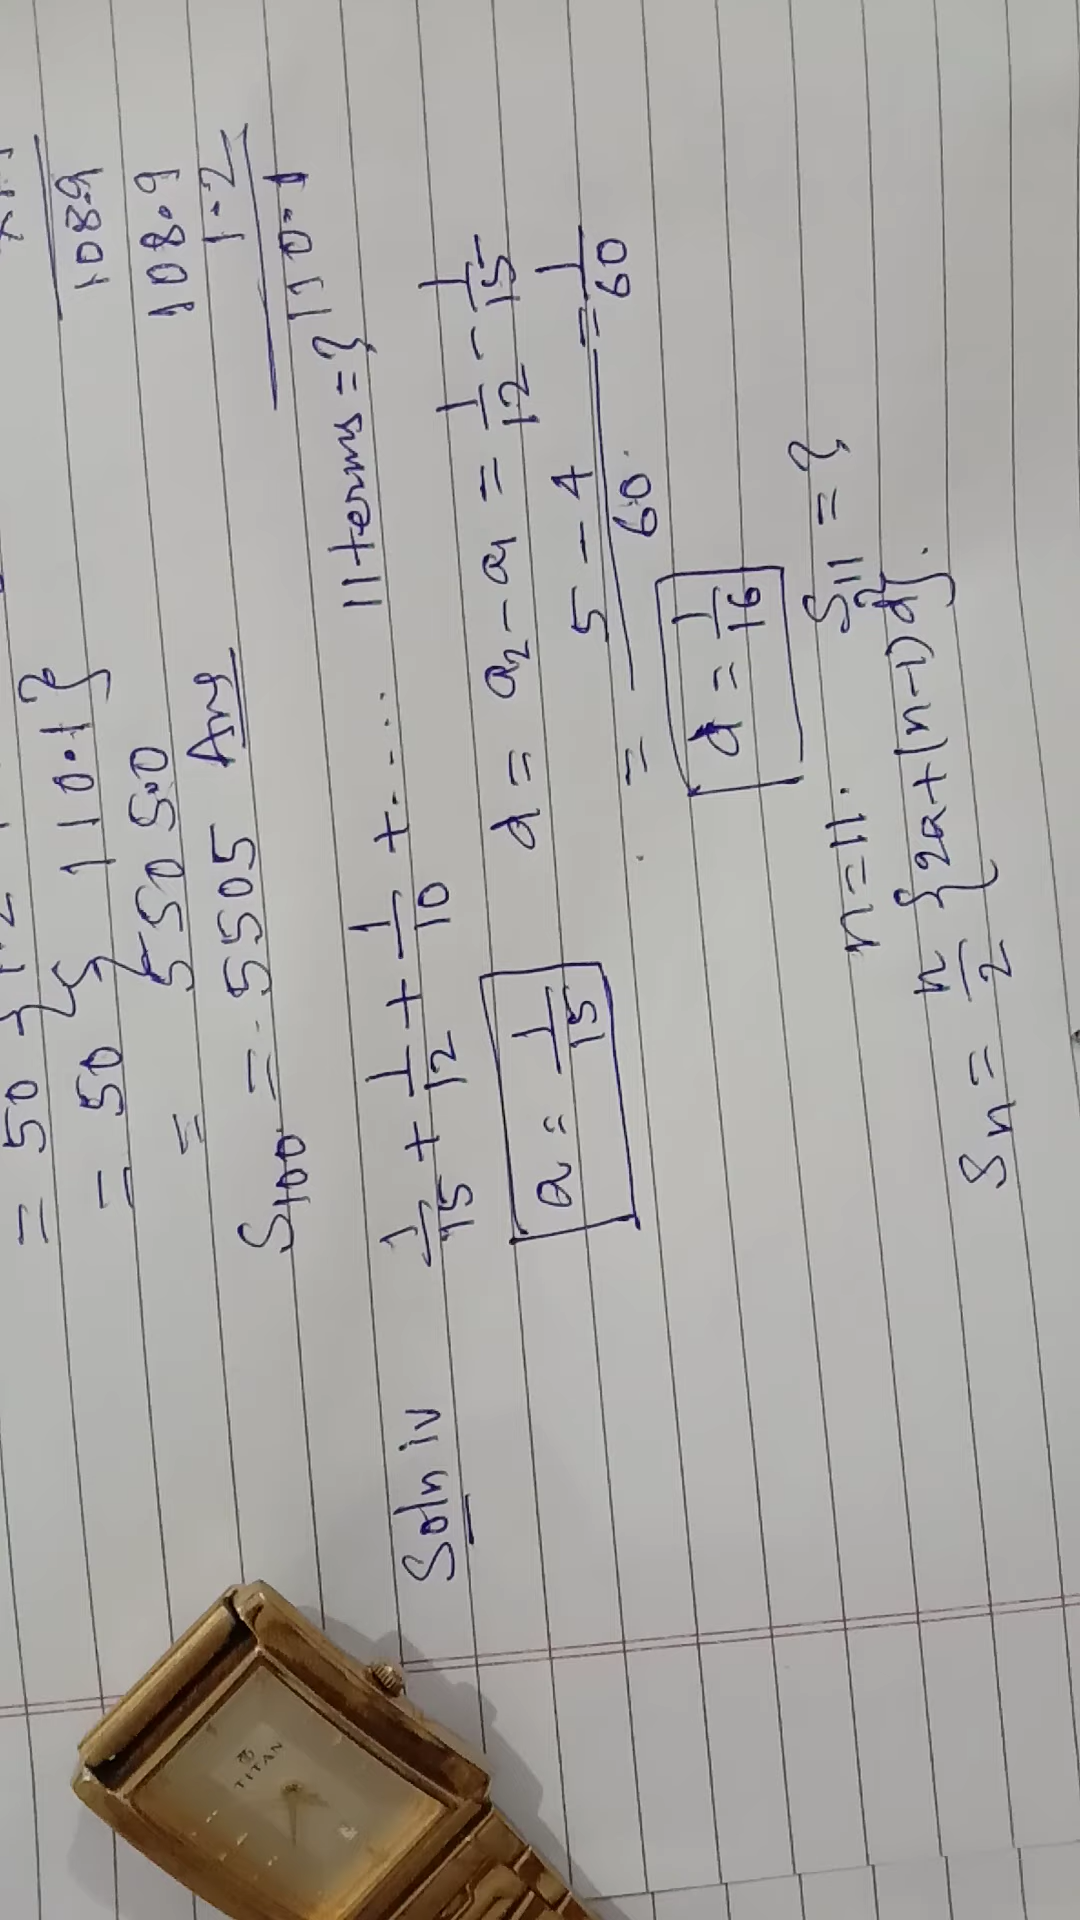 = 50
= 50 { 110.1 }
= 5505.0
S100 = 5505 Ans
1089
108.9
1.2
110.1
Soln iv 1/15 + 1/12 + 1/10 + ..... 11 terms = ?
a = 1/15 d = a2 - a1 = 1/12 - 1/15
= 5 - 4 / 60 = 1/60
d = 1/16
n = 11. S11 = ?
Sn = n/2 {2a + (n-1) d}.
TITAN